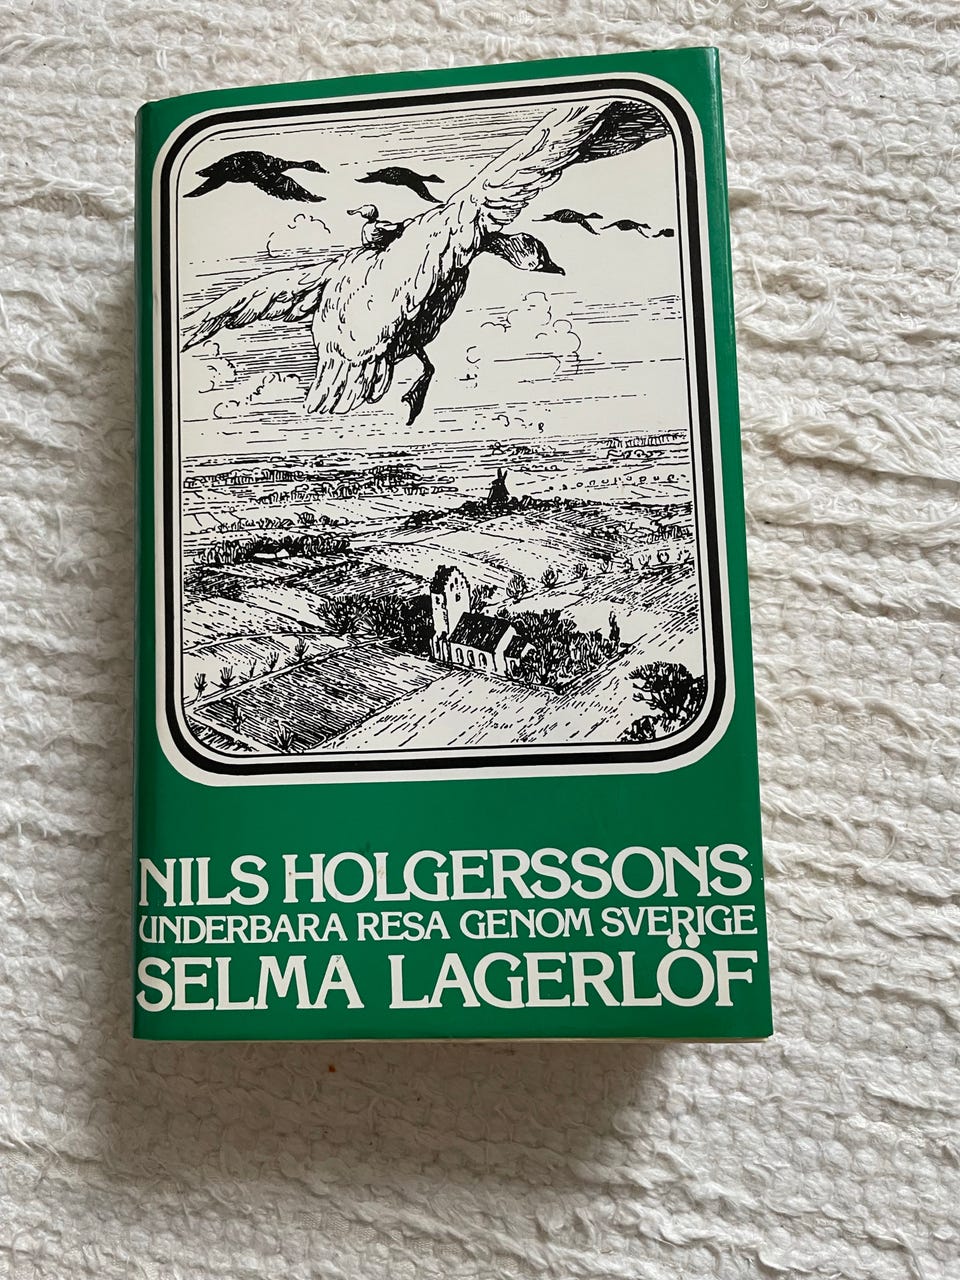 NILS HOLGERSSONS
UNDERBARA RESA GENOM SVERIGE
SELMA LAGERLÖF